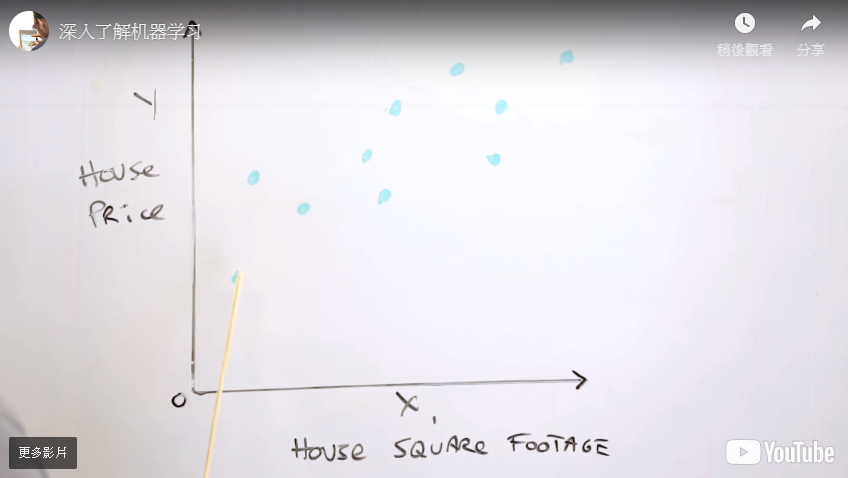 深入了解机器学习
稍後觀看
分享
Y
House
Price
O
X,
House Square Footage
更多影片
YouTube